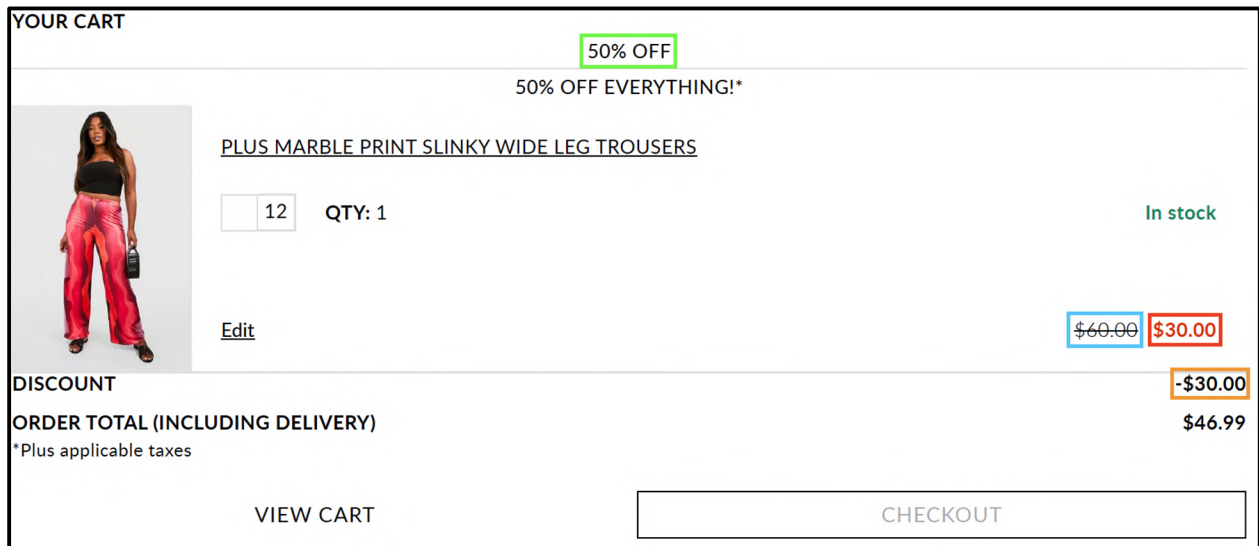 YOUR CART
50% OFF
50% OFF EVERYTHING!*
PLUS MARBLE PRINT SLINKY WIDE LEG TROUSERS
12 QTY: 1 In stock
Edit $60.00 $30.00
DISCOUNT -$30.00
ORDER TOTAL (INCLUDING DELIVERY) $46.99
*Plus applicable taxes
VIEW CART CHECKOUT